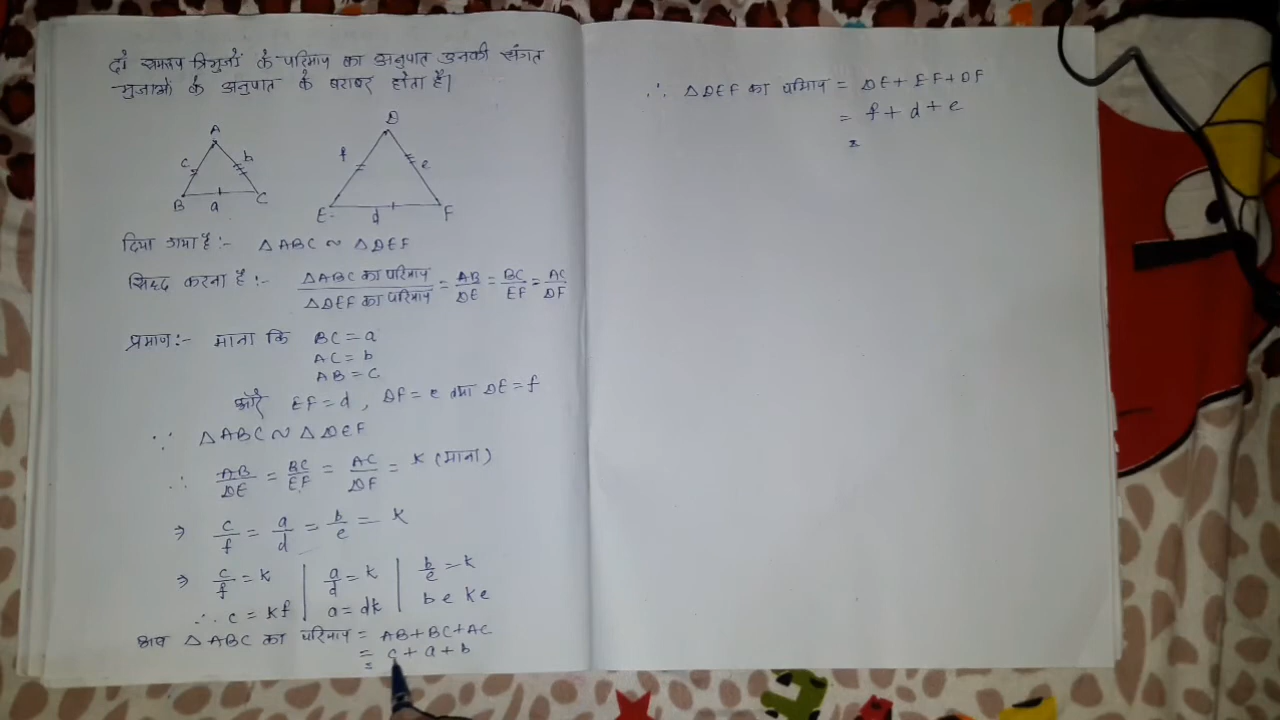 दो समरूप त्रिभुजों के परिमाप का अनुपात उनकी संगत
भुजाओं के अनुपात के बराबर होता है।
A
c b
B a C
D
f e
E d F
दिया गया है :- △ABC ~ △DEF
सिद्ध करना है :- △ABC का परिमाप / △DEF का परिमाप = AB/DE = BC/EF = AC/DF
प्रमाण :- माना कि BC = a
AC = b
AB = c
और EF = d, DF = e तथा DE = f
∵ △ABC ~ △DEF
∴ AB/DE = BC/EF = AC/DF = K (माना)
⇒ c/f = a/d = b/e = K
⇒ c/f = K | a/d = K | b/e = K
∴ c = Kf | a = dK | b e Ke
अब △ABC का परिमाप = AB + BC + AC
= c + a + b
=
∴ △DEF का परिमाप = DE + EF + DF
= f + d + e
=